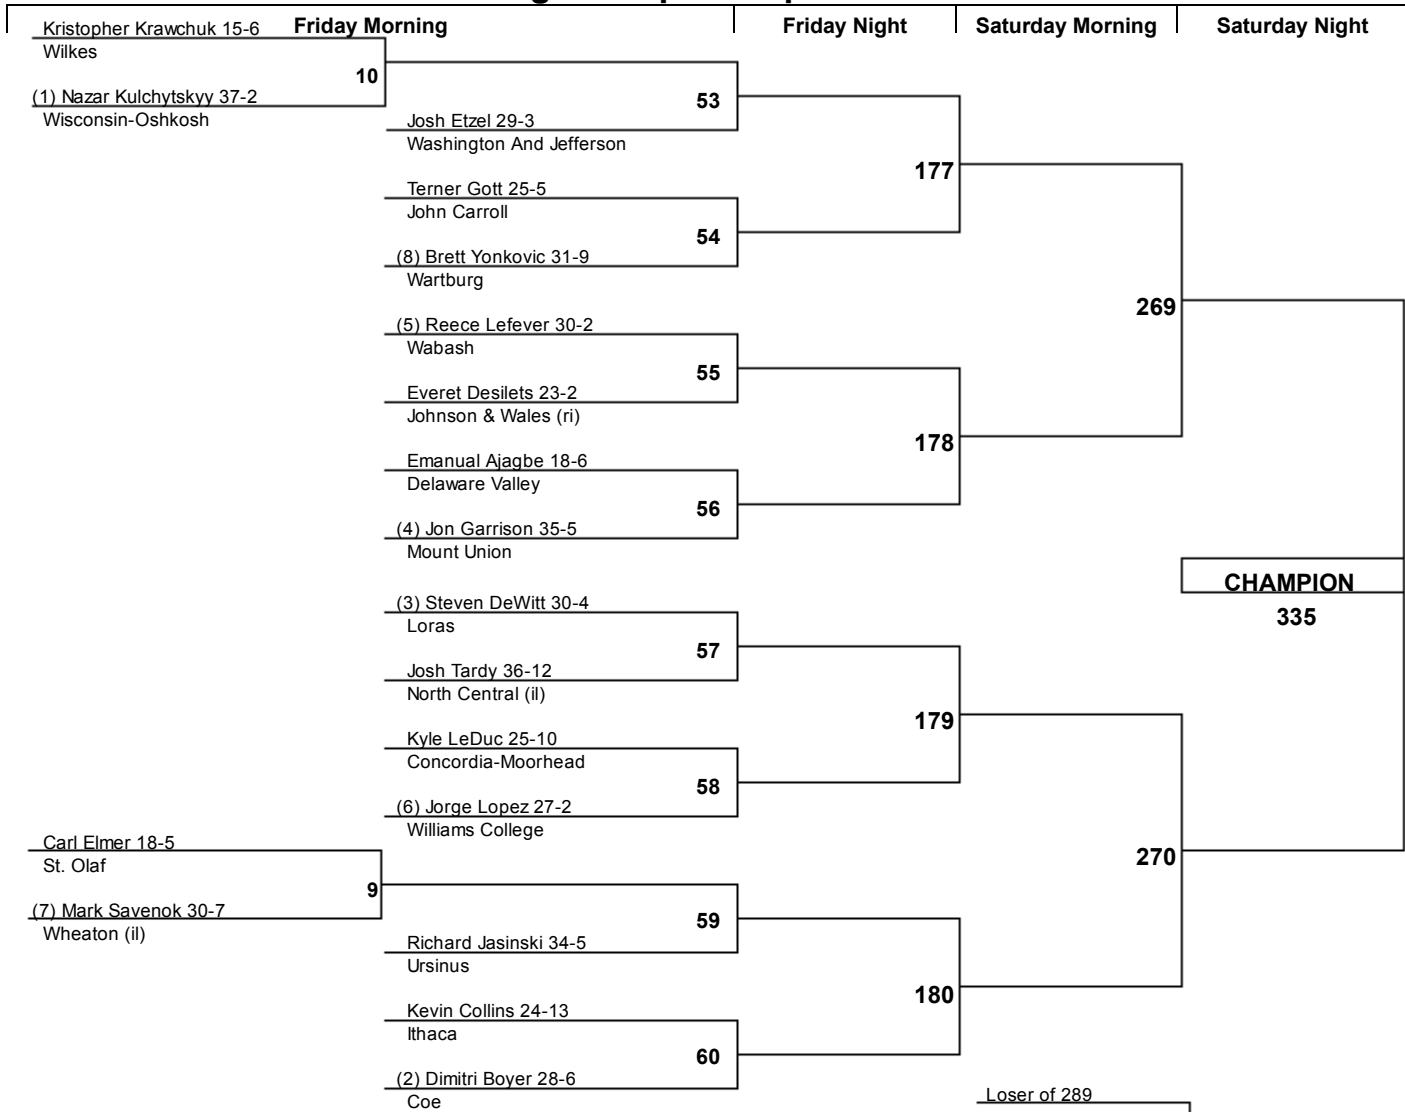 Friday Morning
Friday Night
Saturday Morning
Saturday Night
Kristopher Krawchuk 15-6
Wilkes
10
(1) Nazar Kulchytskyy 37-2
Wisconsin-Oshkosh
53
Josh Etzel 29-3
Washington And Jefferson
177
Terner Gott 25-5
John Carroll
54
(8) Brett Yonkovic 31-9
Wartburg
269
(5) Reece Lefever 30-2
Wabash
55
Everet Desilets 23-2
Johnson & Wales (ri)
178
Emanual Ajagbe 18-6
Delaware Valley
56
(4) Jon Garrison 35-5
Mount Union
CHAMPION
335
(3) Steven DeWitt 30-4
Loras
57
Josh Tardy 36-12
North Central (il)
179
Kyle LeDuc 25-10
Concordia-Moorhead
58
(6) Jorge Lopez 27-2
Williams College
270
Carl Elmer 18-5
St. Olaf
9
(7) Mark Savenok 30-7
Wheaton (il)
59
Richard Jasinski 34-5
Ursinus
180
Kevin Collins 24-13
Ithaca
60
(2) Dimitri Boyer 28-6
Coe
Loser of 289